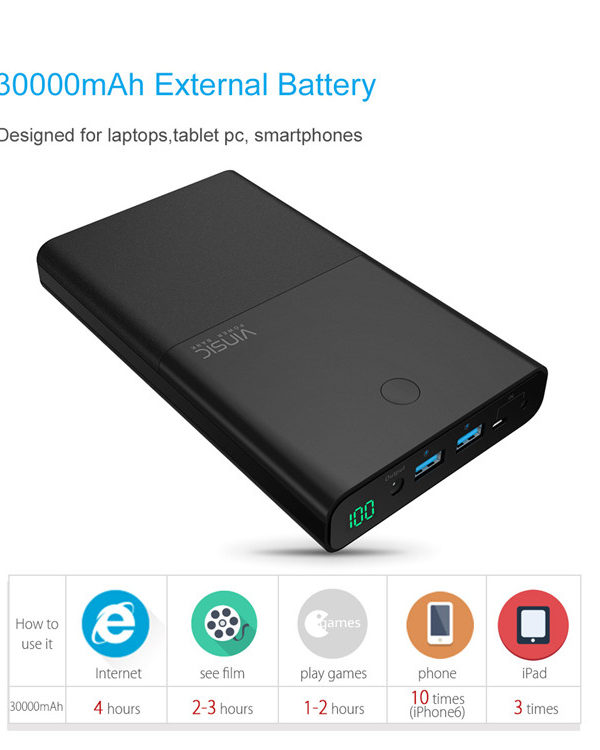 30000mAh External Battery
Designed for laptops,tablet pc, smartphones
VINSIC
POWER BANK
Output
100
How to use it
Internet
see film
games
play games
phone
iPad
30000mAh
4 hours
2-3 hours
1-2 hours
10 times
(iPhone6)
3 times